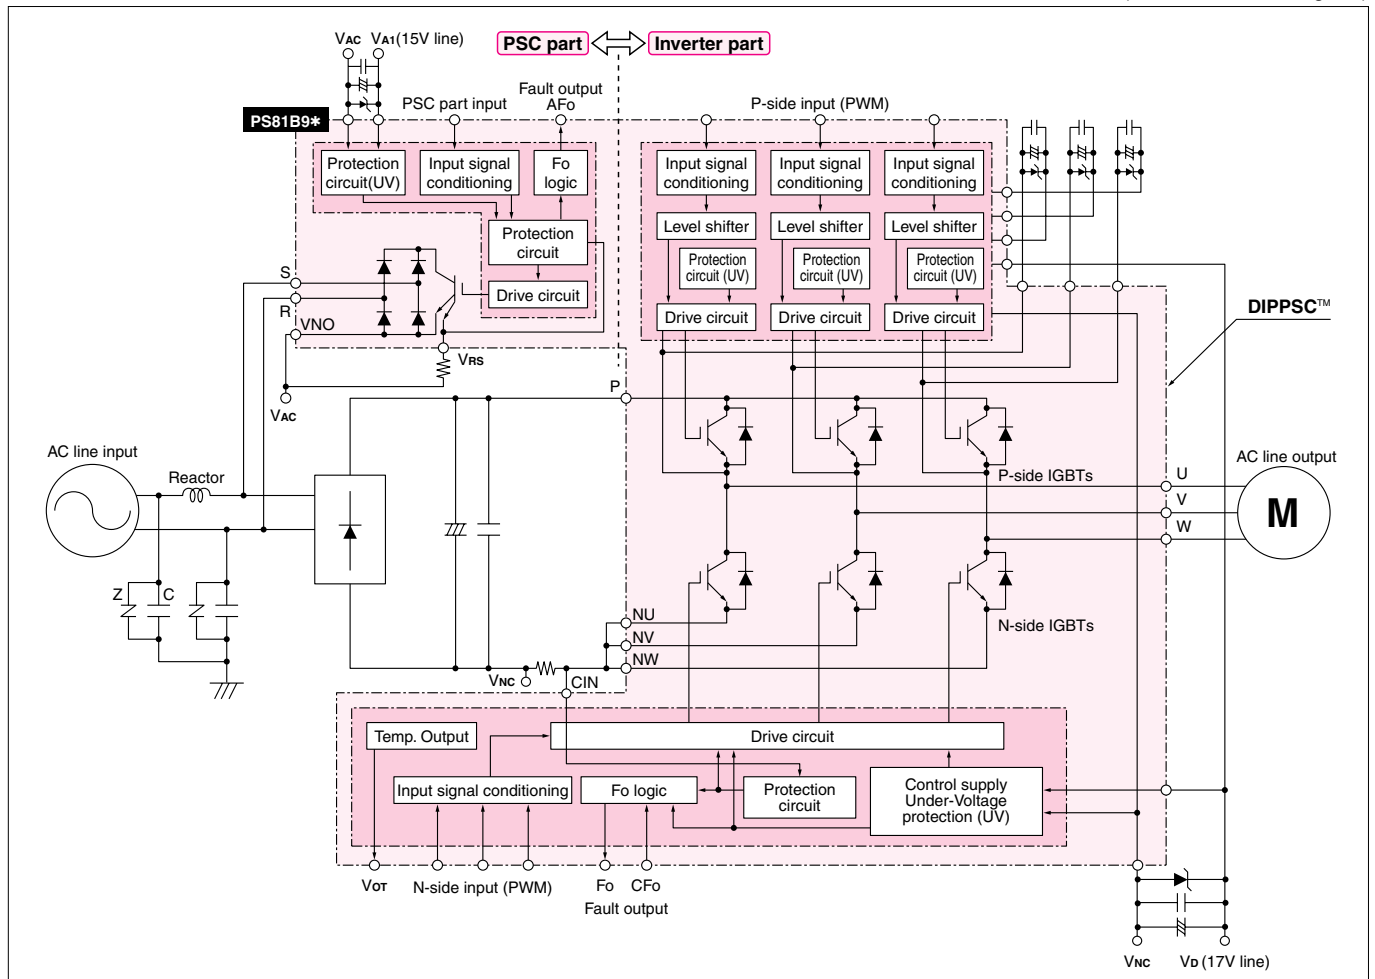 VAC VA1 (15V line)
PSC part
Inverter part
Fault output
AFO
PSC part input
P-side input (PWM)
PS81B9*
Protection
circuit(UV)
Input signal
conditioning
Fo
logic
Input signal
conditioning
Input signal
conditioning
Input signal
conditioning
Protection
circuit
Level shifter
Level shifter
Level shifter
Protection
circuit (UV)
Protection
circuit (UV)
Protection
circuit (UV)
Drive circuit
Drive circuit
Drive circuit
Drive circuit
S
R
VNO
VRS
VAC
P
DIPPSC™
AC line input
Reactor
Z
C
P-side IGBTs
N-side IGBTs
U
V
W
AC line output
M
NU
NV
NW
VNC
CIN
Temp. Output
Drive circuit
Input signal conditioning
Fo logic
Protection
circuit
Control supply
Under-Voltage
protection (UV)
VOT
N-side input (PWM)
Fo
CFo
Fault output
VNC
VD (17V line)